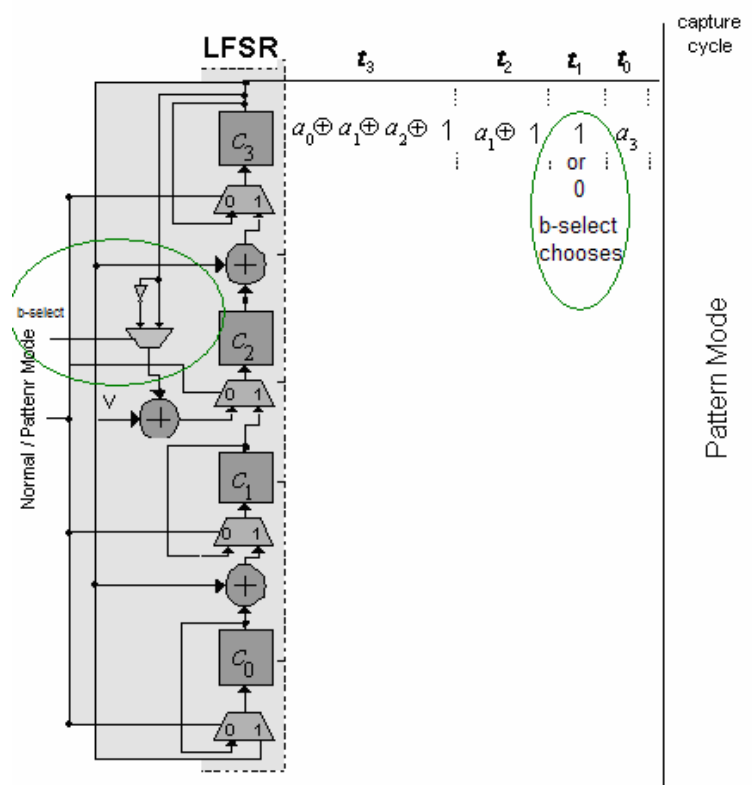 capture
cycle
LFSR
t3 t2 t1 t0
C3
a0 ⊕ a1 ⊕ a2 ⊕ 1 a1 ⊕ 1 1 a3
or
0
b-select
chooses
0 1
+
b-select
C2
0 1
V
+
Normal / Pattenr Mode
Pattern Mode
C1
0 1
+
C0
0 1